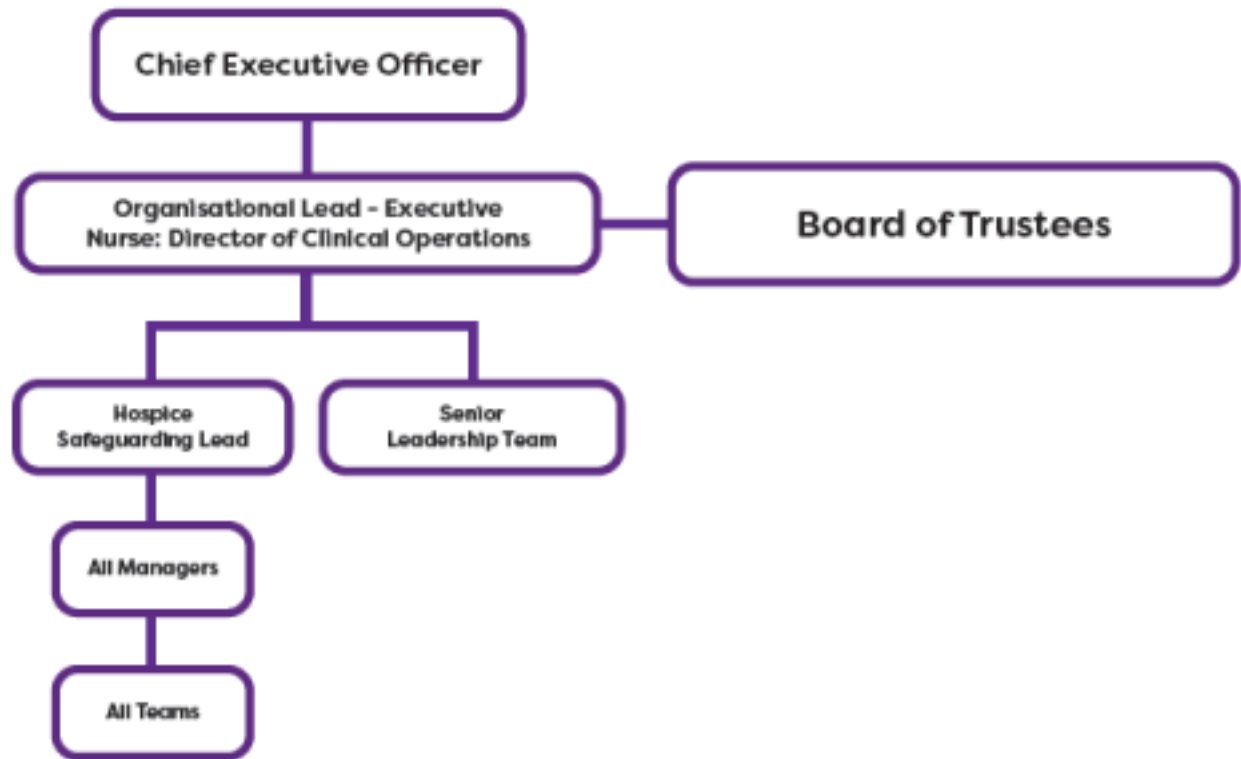 Chief Executive Officer
Organisational Lead - Executive
Nurse: Director of Clinical Operations
Board of Trustees
Hospice
Safeguarding Lead
Senior
Leadership Team
All Managers
All Teams